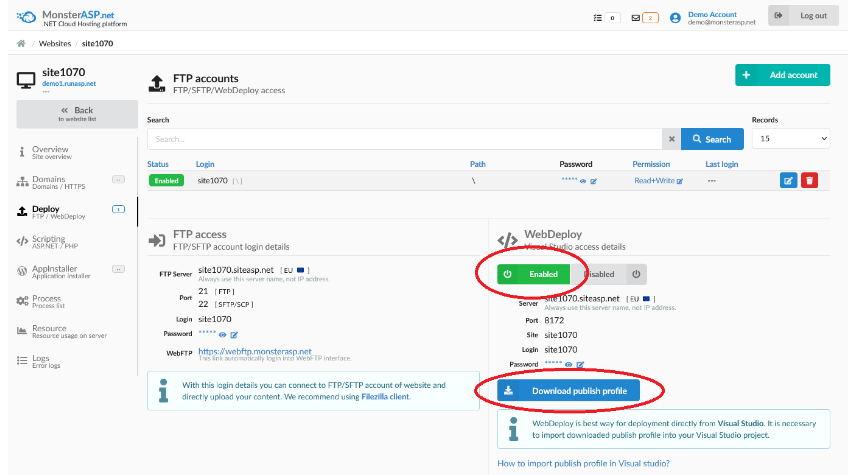 MonsterASP.net
.NET Cloud Hosting platform
0
2
Demo Account
demo@monsterasp.net
Log out
/ Websites / site1070
site1070
demo1.runasp.net
---
Back
to website list
Overview
Site overview
Domains
Domains / HTTPS
Deploy
FTP / WebDeploy
1
Scripting
ASP.NET / PHP
AppInstaller
Application installer
Process
Process list
Resource
Resource usage on server
Logs
Error logs
FTP accounts
FTP/SFTP/WebDeploy access
Add account
Search
Records
Search...
Search
15
Status Login Path Password Permission Last login
Enabled site1070 [ \ ] \ ***** Read+Write ---
FTP access
FTP/SFTP account login details
FTP Server site1070.siteasp.net [ EU ]
Always use this server name, not IP address.
Port 21 [ FTP ]
22 [ SFTP/SCP ]
Login site1070
Password *****
WebFTP https://webftp.monsterasp.net
This link automatically login into WebFTP interface.
With this login details you can connect to FTP/SFTP account of website and
directly upload your content. We recommend using Filezilla client.
WebDeploy
Visual Studio access details
Enabled Disabled
Server site1070.siteasp.net [ EU ]
Always use this server name, not IP address.
Port 8172
Site site1070
Login site1070
Password *****
Download publish profile
WebDeploy is best way for deployment directly from Visual Studio. It is necessary
to import downloaded publish profile into your Visual Studio project.
How to import publish profile in Visual studio?